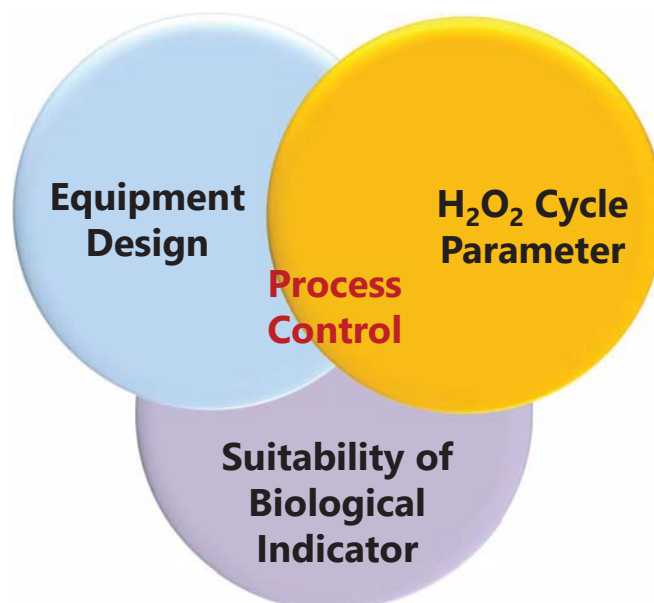 Equipment
Design
H₂O₂ Cycle
Parameter
Process
Control
Suitability of
Biological
Indicator